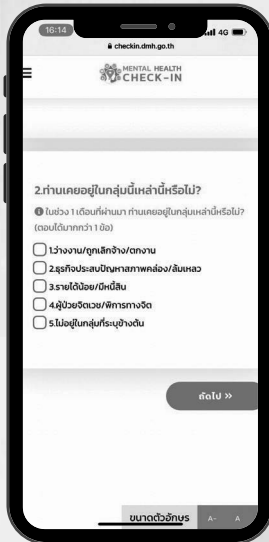 16:14
4G
checkin.dmh.go.th
MENTAL HEALTH
CHECK-IN
2.ท่านเคยอยู่ในกลุ่มนี้เหล่านี้หรือไม่?
ในช่วง 1 เดือนที่ผ่านมา ท่านเคยอยู่ในกลุ่มเหล่านี้หรือไม่?
(ตอบได้มากกว่า 1 ข้อ)
1.ว่างงาน/ถูกเลิกจ้าง/ตกงาน
2.ธุรกิจประสบปัญหาสภาพคล่อง/ล้มเหลว
3.รายได้น้อย/มีหนี้สิน
4.ผู้ป่วยจิตเวช/พิการทางจิต
5.ไม่อยู่ในกลุ่มที่ระบุข้างต้น
ถัดไป »
ขนาดตัวอักษร A- A